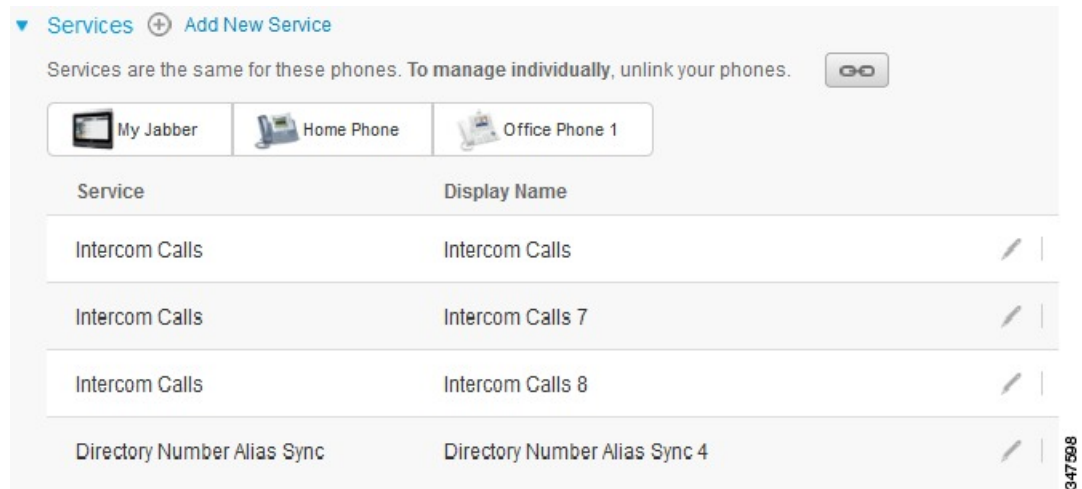 Services Add New Service
Services are the same for these phones. To manage individually, unlink your phones.
My Jabber Home Phone Office Phone 1
Service Display Name
Intercom Calls Intercom Calls
Intercom Calls Intercom Calls 7
Intercom Calls Intercom Calls 8
Directory Number Alias Sync Directory Number Alias Sync 4
347598